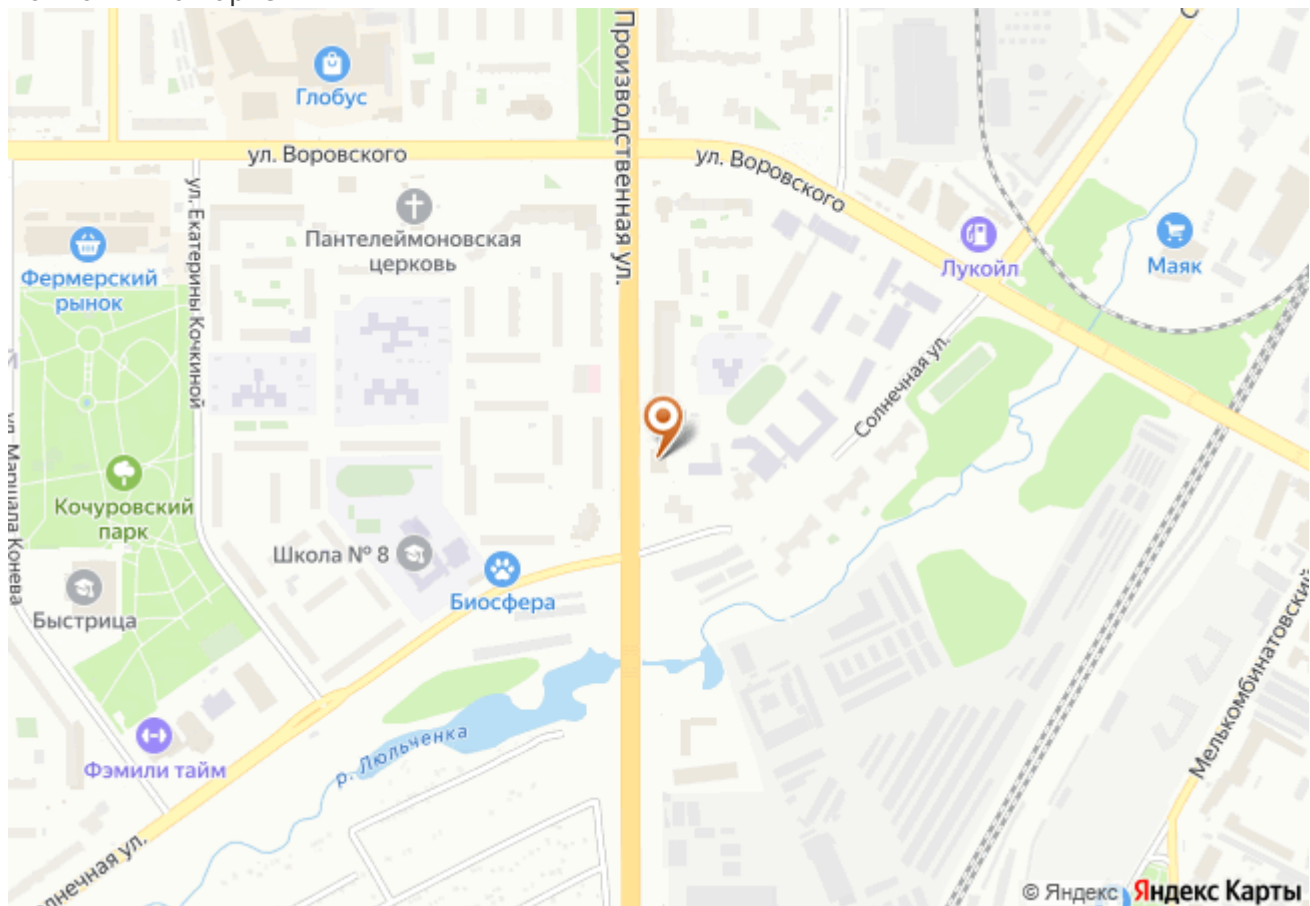 Производственная ул.
Глобус
ул. Воровского
ул. Воровского
ул. Екатерины Кочкиной
Пантелеймоновская
церковь
Лукойл
Маяк
Фермерский
рынок
Солнечная ул.
ул. Маршала Конева
Кочуровский
парк
Школа № 8
Биосфера
Быстрица
Мелькомбинатовский
Фэмили тайм
р. Люльченка
олнечная ул.
© Яндекс Яндекс Карты